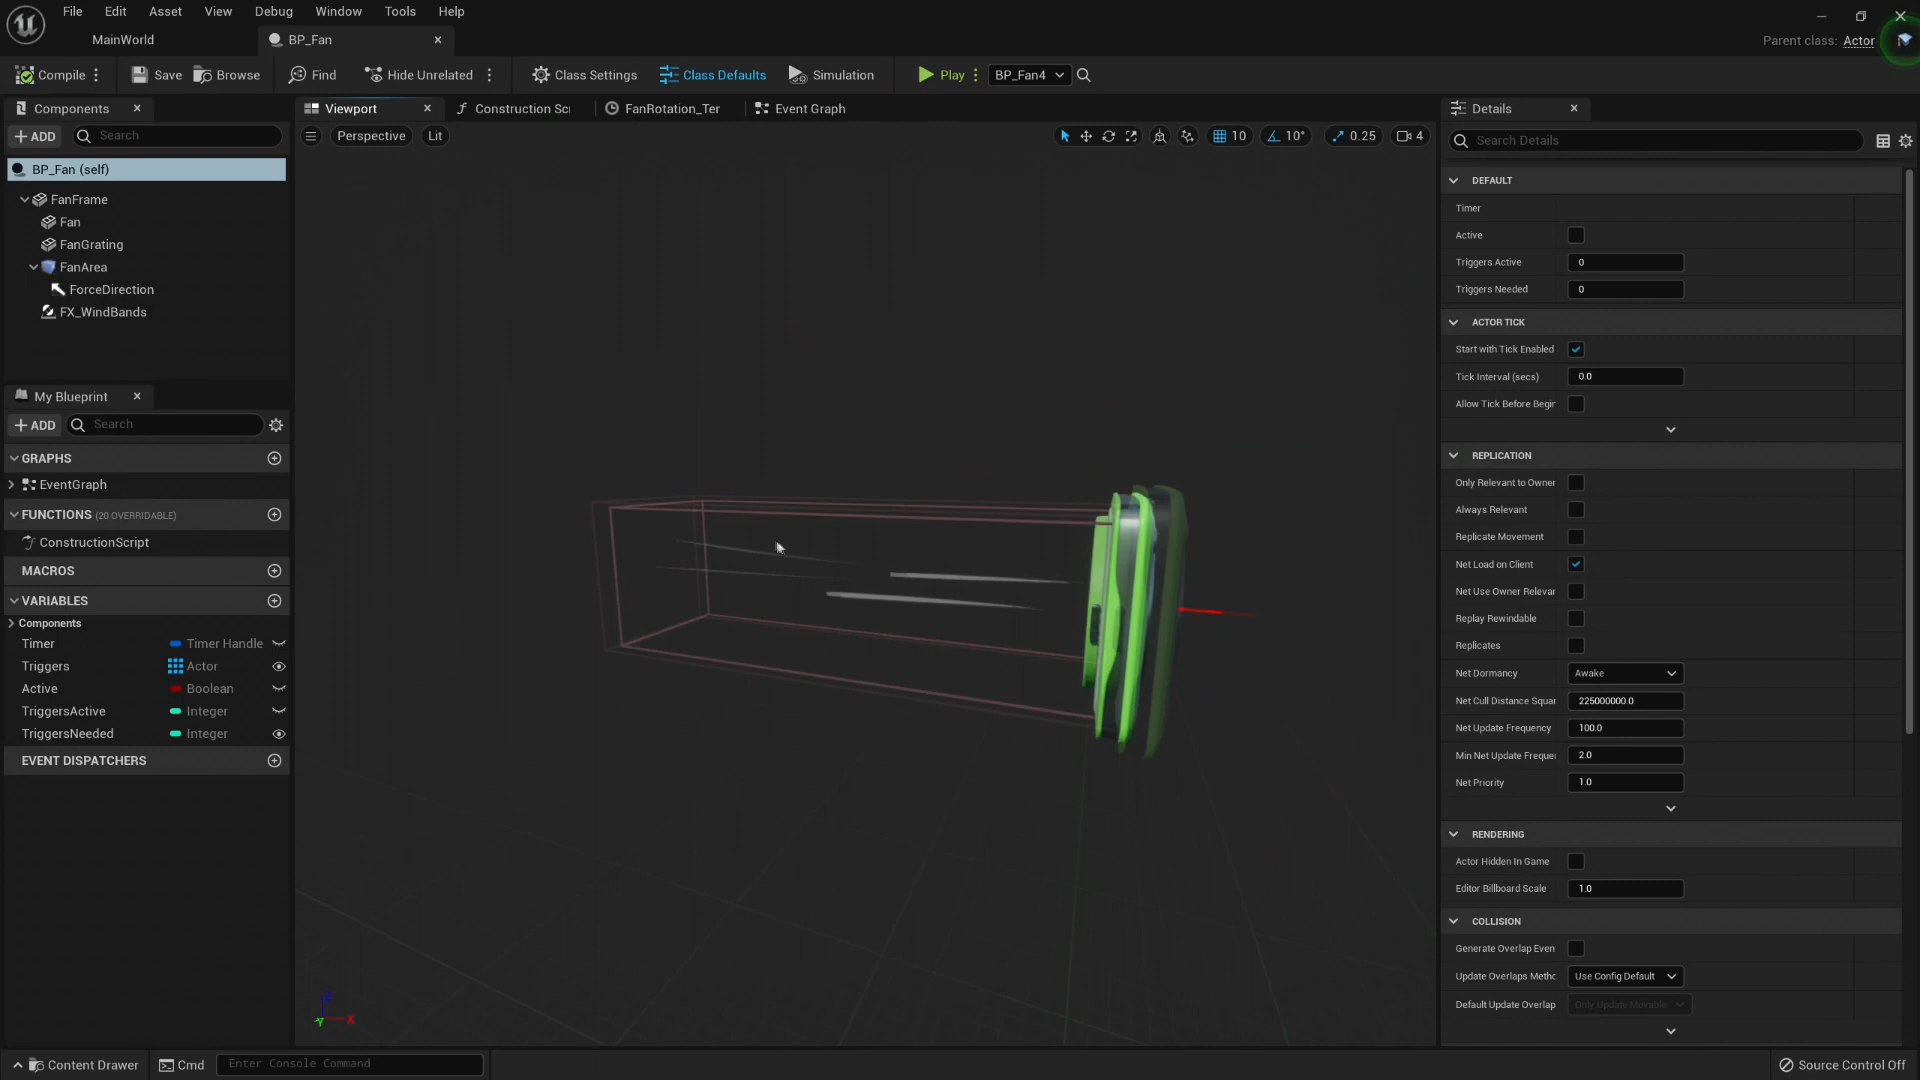 File Edit Asset View Debug Window Tools Help
MainWorld
BP_Fan
Parent class: Actor
Compile
Save
Browse
Find
Hide Unrelated
Class Settings
Class Defaults
Simulation
Play
BP_Fan4
Components
ADD
Search
BP_Fan (self)
FanFrame
Fan
FanGrating
FanArea
ForceDirection
FX_WindBands
My Blueprint
ADD
Search
GRAPHS
EventGraph
FUNCTIONS (20 OVERRIDABLE)
ConstructionScript
MACROS
VARIABLES
Components
Timer Timer Handle
Triggers Actor
Active Boolean
TriggersActive Integer
TriggersNeeded Integer
EVENT DISPATCHERS
Viewport
Construction Scr
FanRotation_Ter
Event Graph
Perspective
Lit
10
10°
0.25
4
Z
Y
X
Details
Search Details
DEFAULT
Timer
Active
Triggers Active 0
Triggers Needed 0
ACTOR TICK
Start with Tick Enabled
Tick Interval (secs) 0.0
Allow Tick Before Begin
REPLICATION
Only Relevant to Owner
Always Relevant
Replicate Movement
Net Load on Client
Net Use Owner Relevan
Replay Rewindable
Replicates
Net Dormancy Awake
Net Cull Distance Squar 225000000.0
Net Update Frequency 100.0
Min Net Update Frequen 2.0
Net Priority 1.0
RENDERING
Actor Hidden In Game
Editor Billboard Scale 1.0
COLLISION
Generate Overlap Even
Update Overlaps Metho Use Config Default
Default Update Overlap Only Update Movable
Content Drawer
Cmd
Enter Console Command
Source Control Off